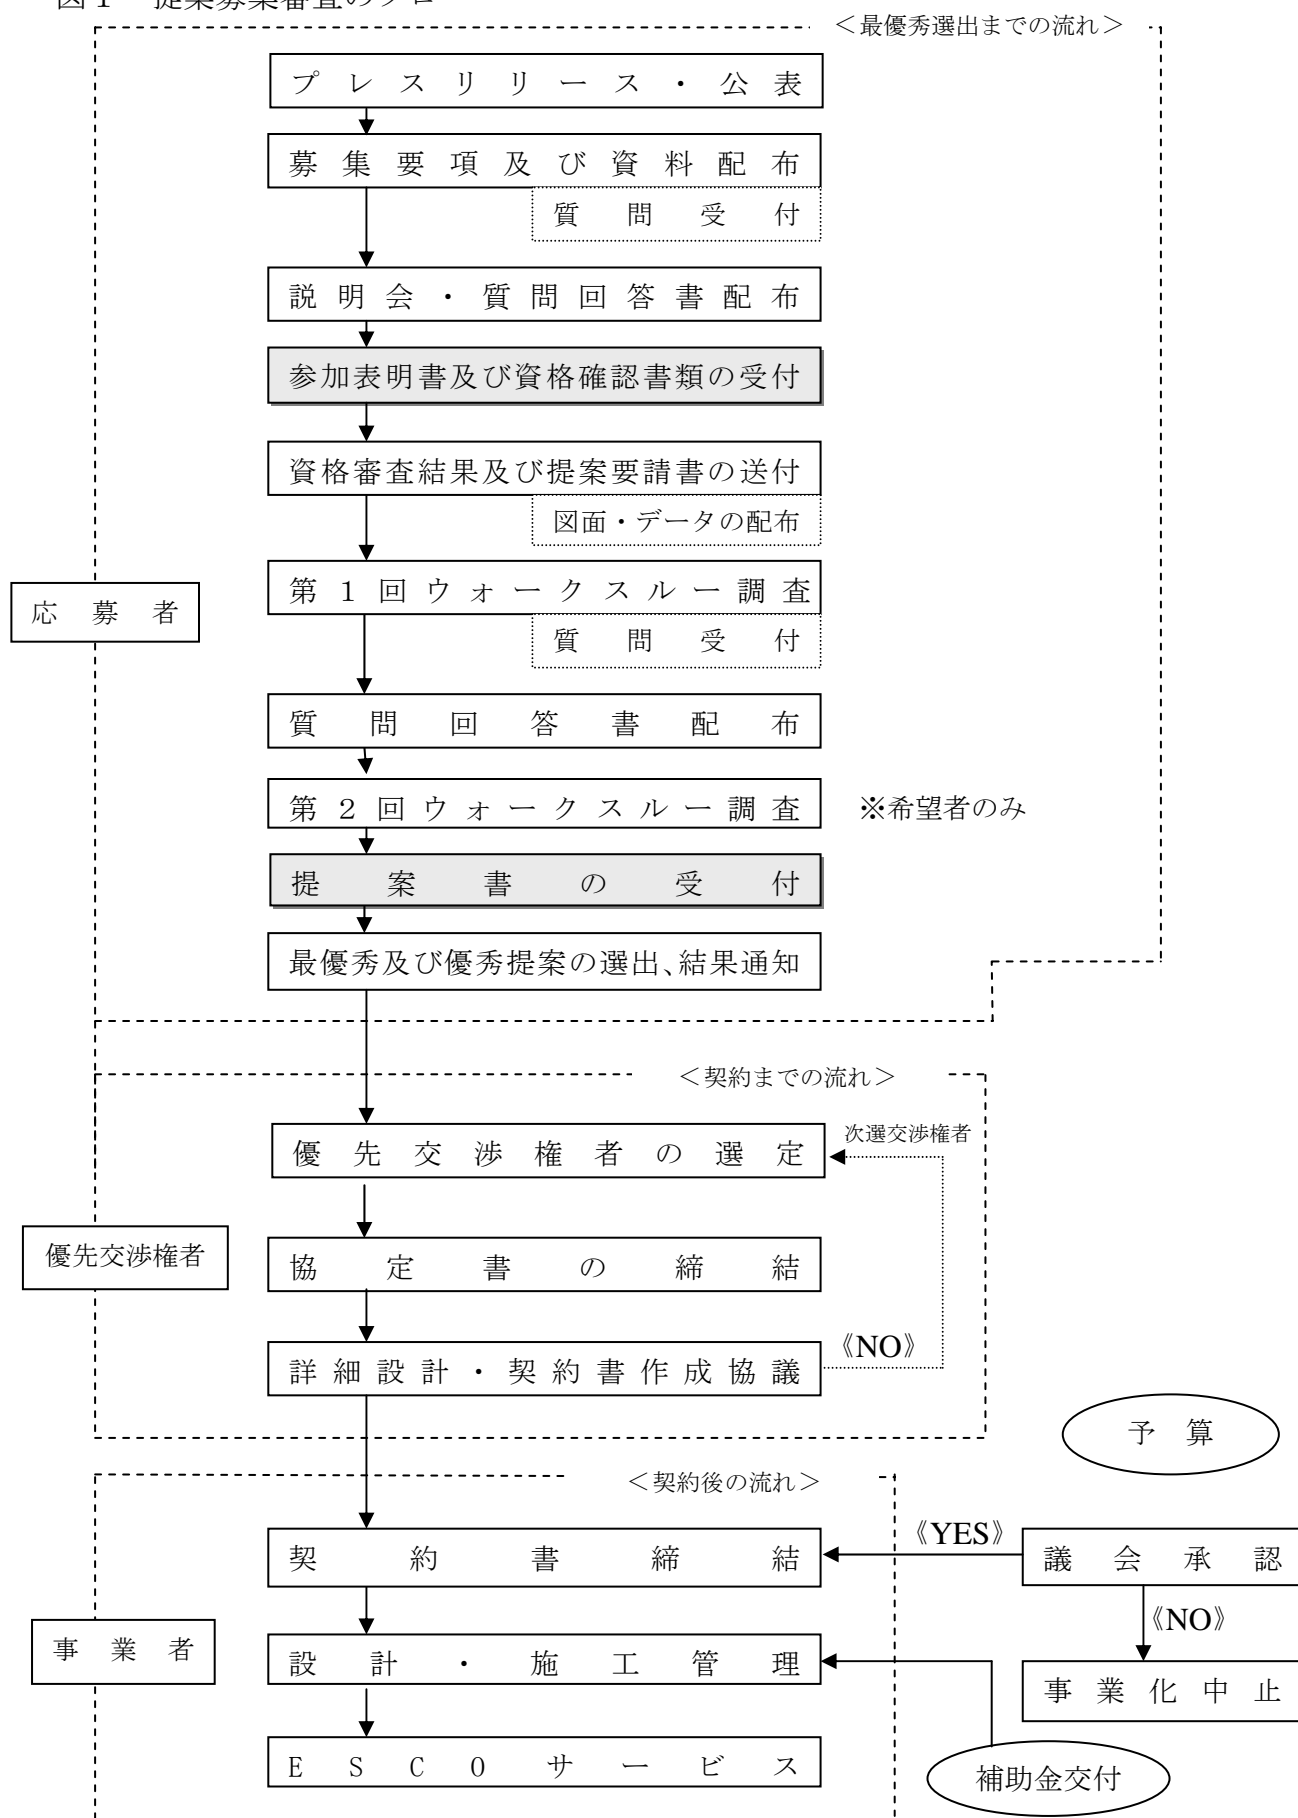 図１ 提案募集審査のフロー
＜最優秀選出までの流れ＞
プレスリリース・公表
募集要項及び資料配布
質問受付
説明会・質問回答書配布
参加表明書及び資格確認書類の受付
資格審査結果及び提案要請書の送付
図面・データの配布
第１回ウォークスルー調査
応募者
質問受付
質問回答書配布
第２回ウォークスルー調査 ※希望者のみ
提案書の受付
最優秀及び優秀提案の選出、結果通知
＜契約までの流れ＞
次選交渉権者
優先交渉権者の選定
優先交渉権者
協定書の締結
《NO》
詳細設計・契約書作成協議
予算
＜契約後の流れ＞
契約書締結
《YES》
議会承認
《NO》
事業者
設計・施工管理
事業化中止
ＥＳＣＯサービス
補助金交付